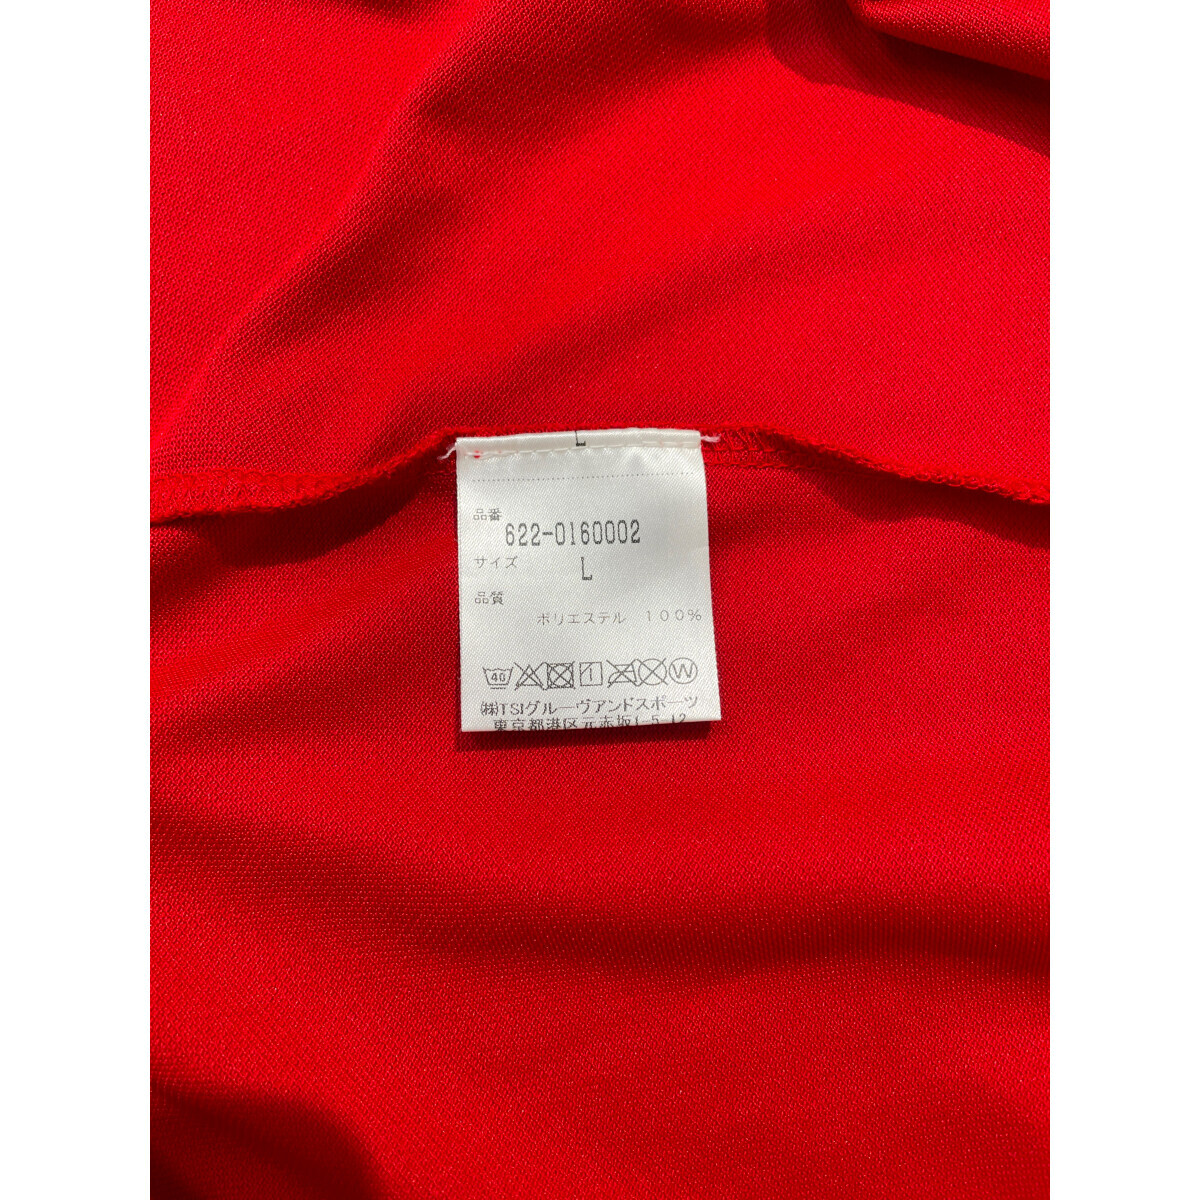 L
品番
622-0160002
サイズ
L
品質
ポリエステル 100%
40 W
㈱TSIグルーヴアンドスポーツ
東京都港区元赤坂1-5-12